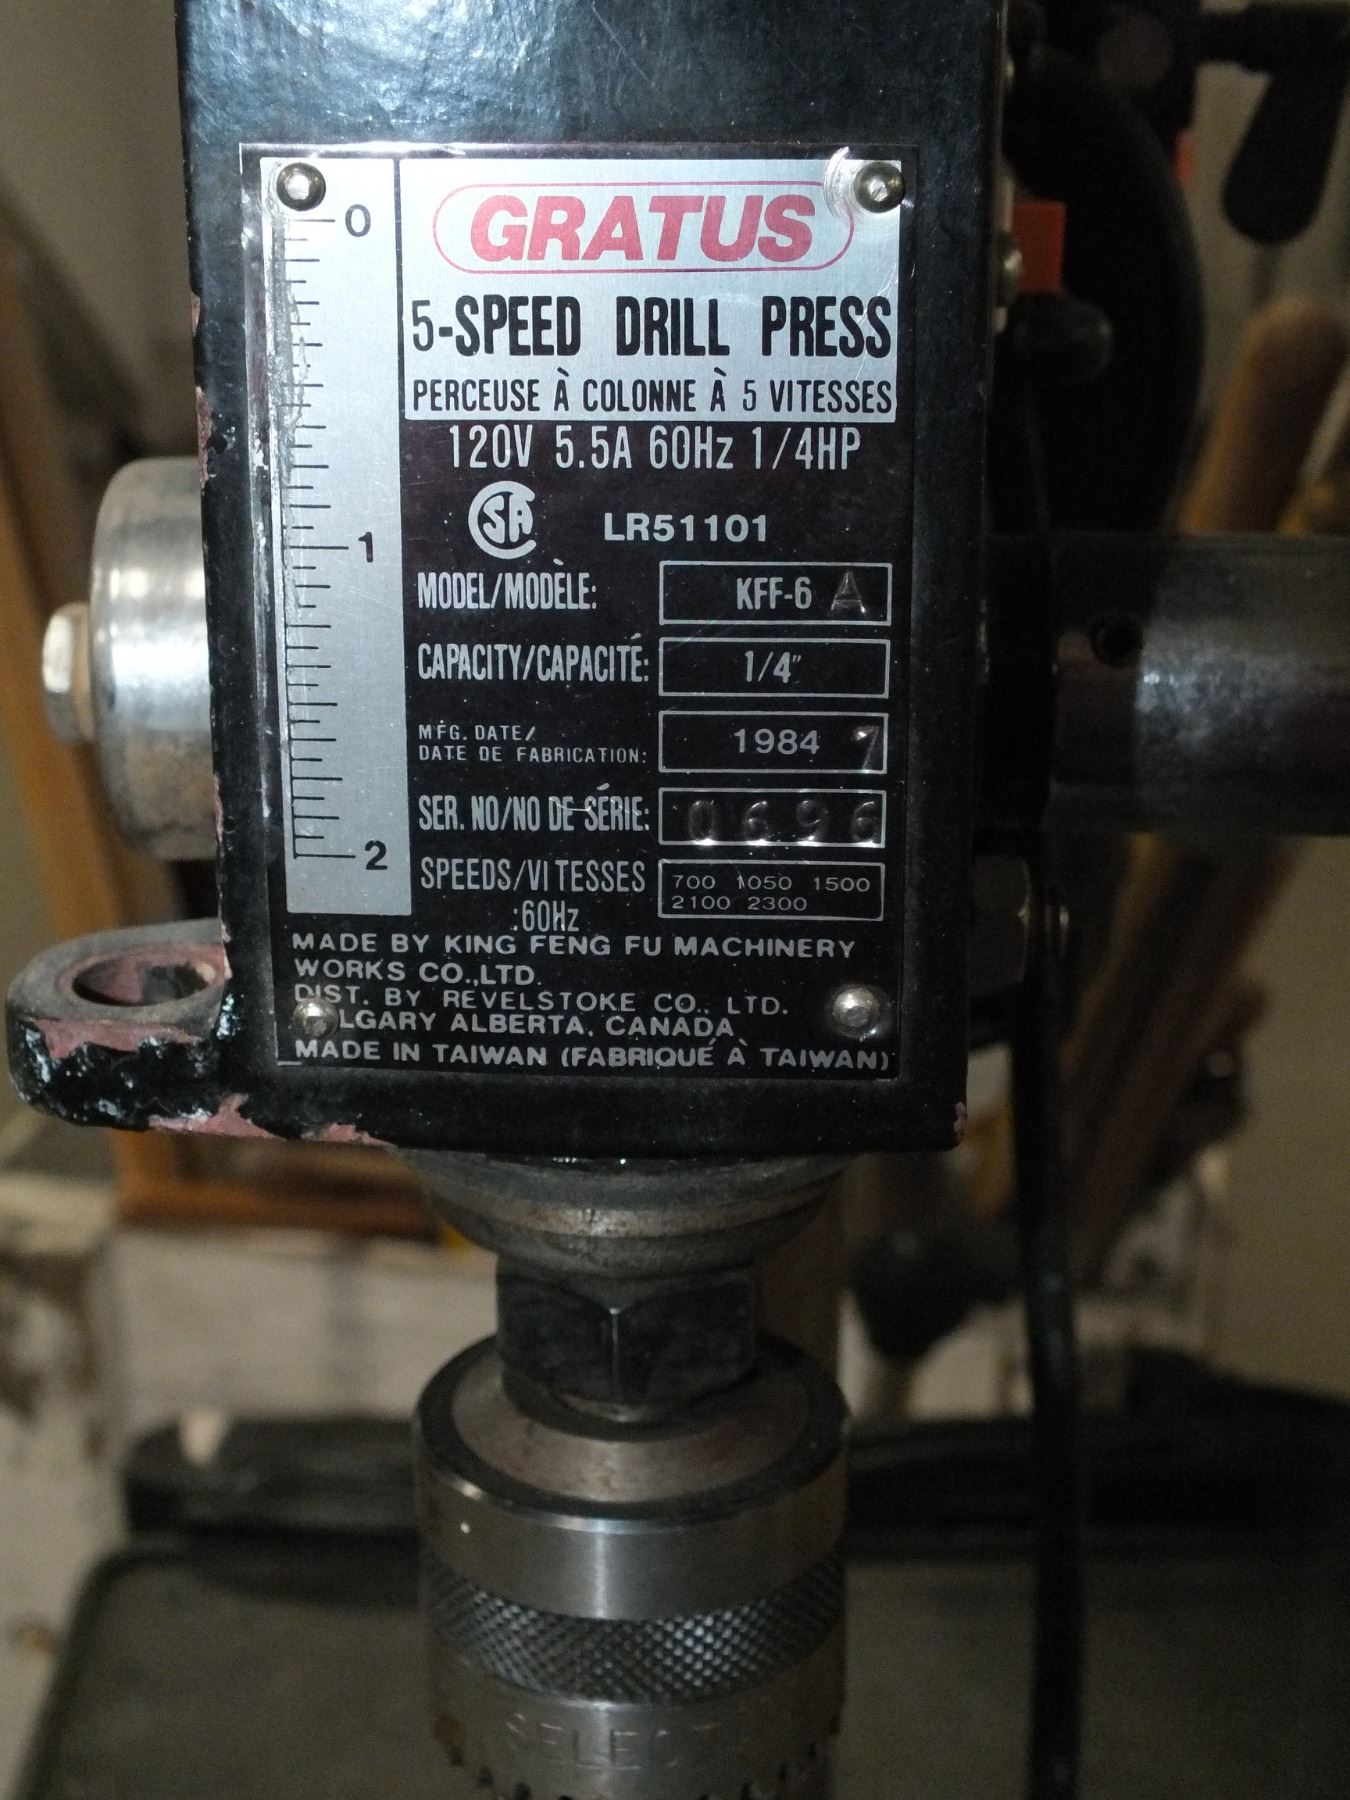 0
1
2
GRATUS
5-SPEED DRILL PRESS
PERCEUSE À COLONNE À 5 VITESSES
120V 5.5A 60Hz 1/4HP
SA LR51101
MODEL/MODÈLE: KFF-6 A
CAPACITY/CAPACITÉ: 1/4"
MFG. DATE/
DATE DE FABRICATION: 1984 7
SER. NO/NO DE SÉRIE: 0696
SPEEDS/VITESSES 700 1050 1500
:60Hz 2100 2300
MADE BY KING FENG FU MACHINERY
WORKS CO.,LTD.
DIST. BY REVELSTOKE CO., LTD.
LGARY ALBERTA, CANADA
MADE IN TAIWAN (FABRIQUÉ À TAIWAN)
SELECT